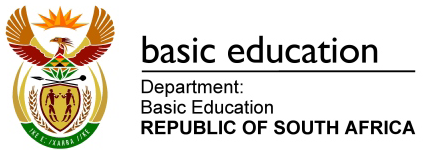 basic education
Department:
Basic Education
REPUBLIC OF SOUTH AFRICA